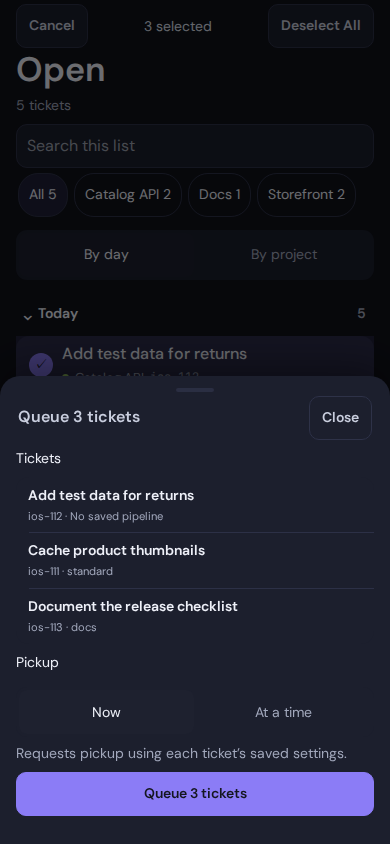 Cancel
3 selected
Deselect All
Open
5 tickets
Search this list
All 5
Catalog API 2
Docs 1
Storefront 2
By day
By project
Today
5
Add test data for returns
Queue 3 tickets
Close
Tickets
Add test data for returns
ios-112 · No saved pipeline
Cache product thumbnails
ios-111 · standard
Document the release checklist
ios-113 · docs
Pickup
Now
At a time
Requests pickup using each ticket's saved settings.
Queue 3 tickets